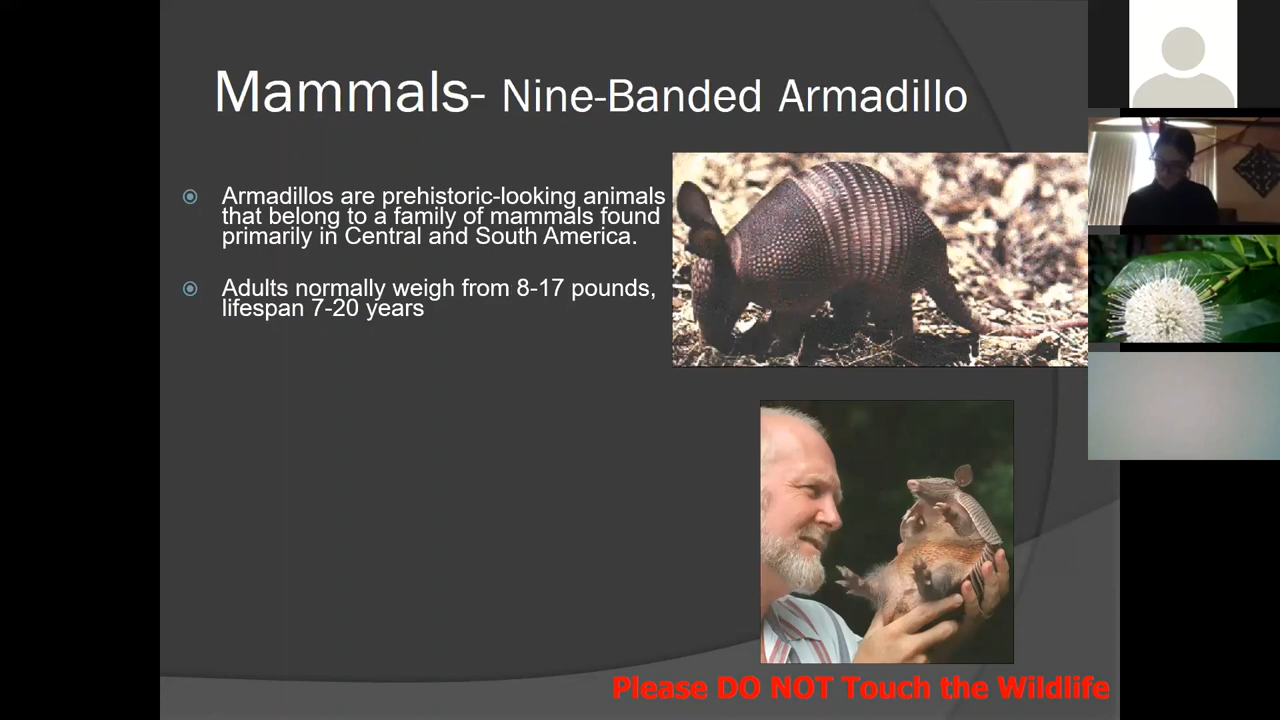 Mammals- Nine-Banded Armadillo
Armadillos are prehistoric-looking animals
that belong to a family of mammals found
primarily in Central and South America.
Adults normally weigh from 8-17 pounds,
lifespan 7-20 years
Please DO NOT Touch the Wildlife